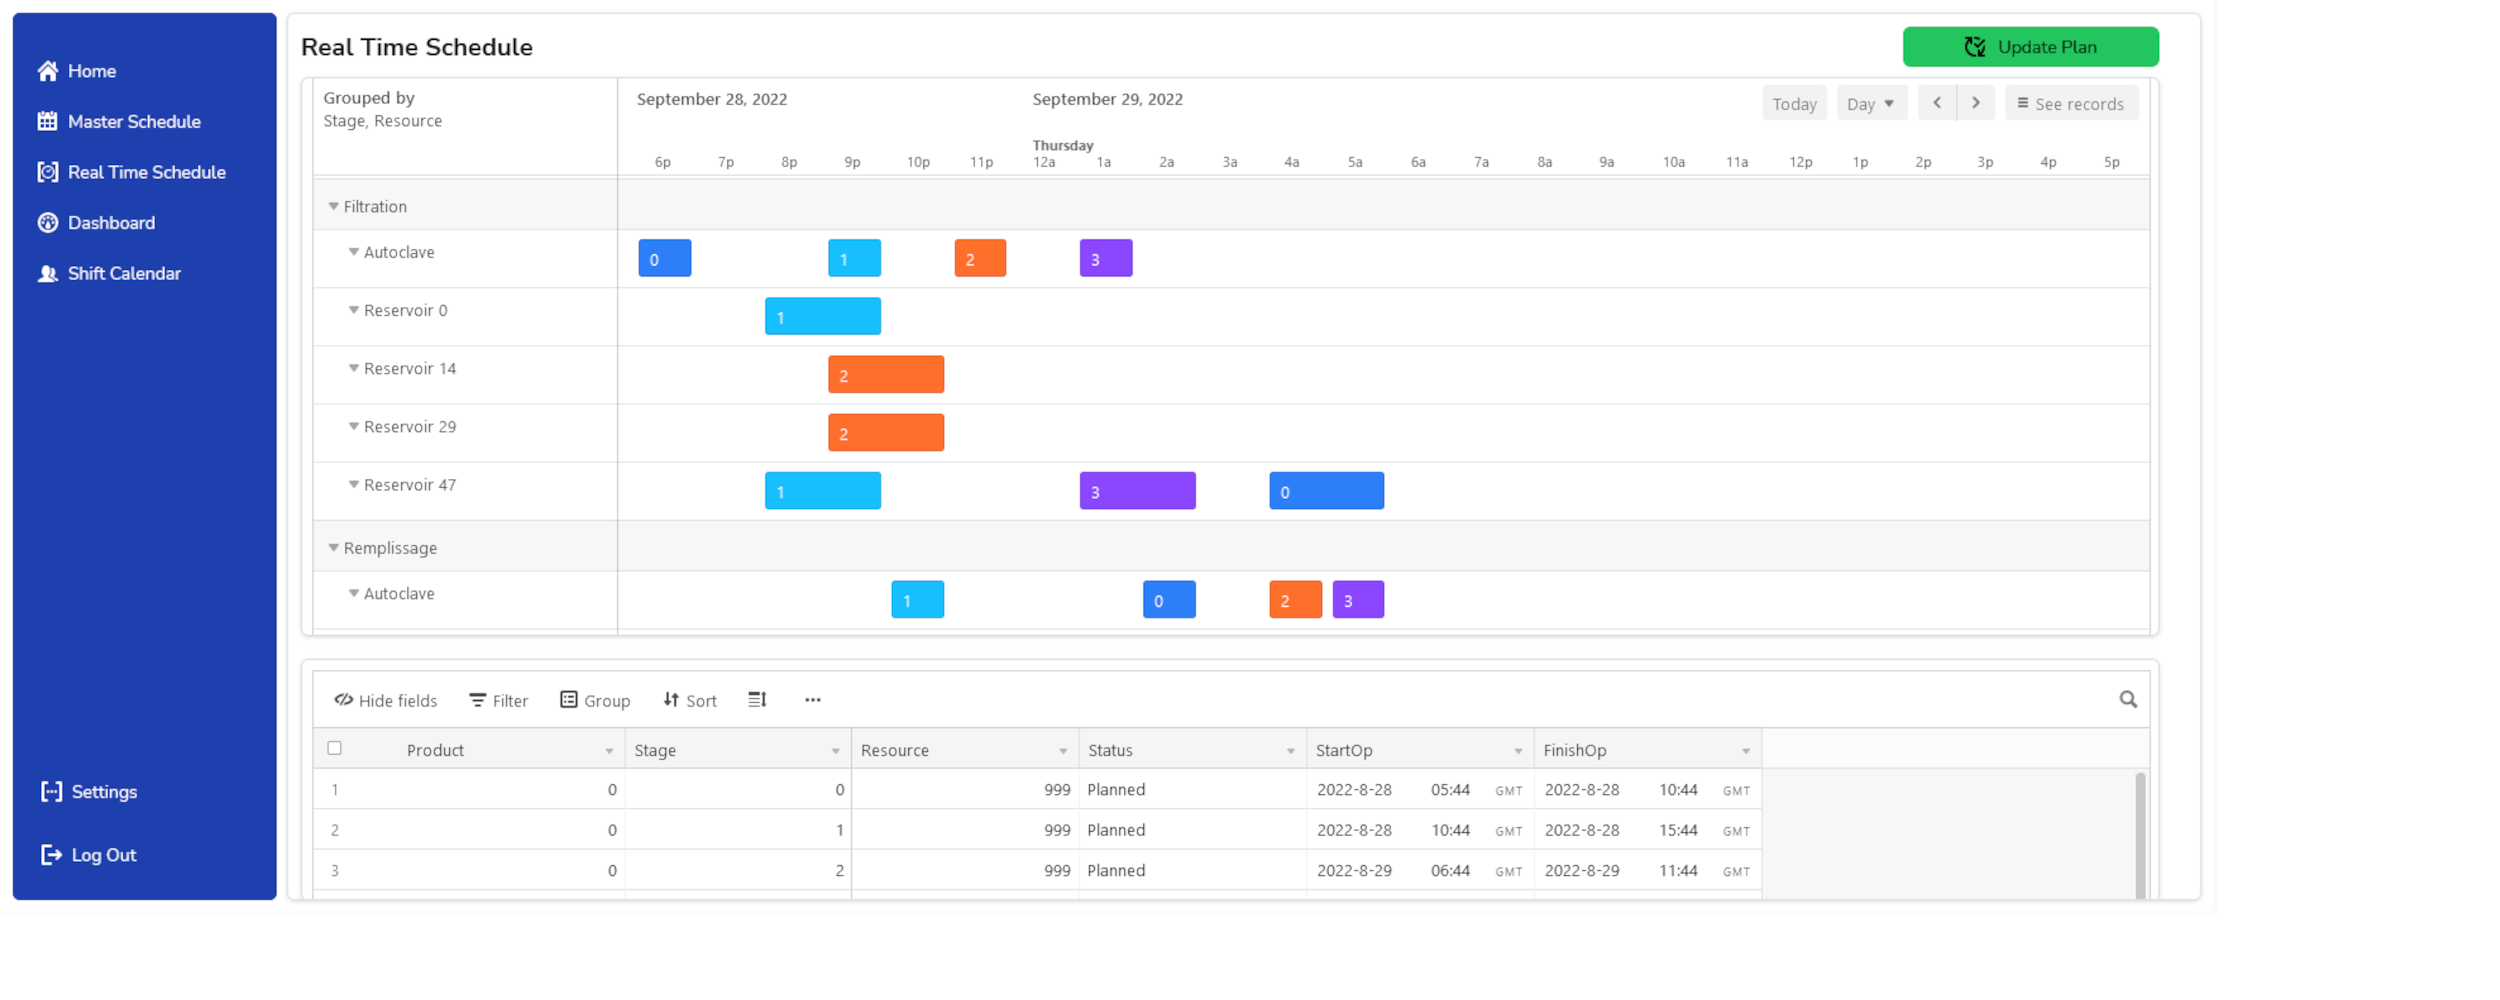 Home
Master Schedule
Real Time Schedule
Dashboard
Shift Calendar
Settings
Log Out
Real Time Schedule
Update Plan
Grouped by
Stage, Resource
September 28, 2022 September 29, 2022
Today Day See records
Thursday
6p 7p 8p 9p 10p 11p 12a 1a 2a 3a 4a 5a 6a 7a 8a 9a 10a 11a 12p 1p 2p 3p 4p 5p
Filtration
Autoclave 0 1 2 3
Reservoir 0 1
Reservoir 14 2
Reservoir 29 2
Reservoir 47 1 3 0
Remplissage
Autoclave 1 0 2 3
Hide fields Filter Group Sort ...
Product Stage Resource Status StartOp FinishOp
1 0 0 999 Planned 2022-8-28 05:44 GMT 2022-8-28 10:44 GMT
2 0 1 999 Planned 2022-8-28 10:44 GMT 2022-8-28 15:44 GMT
3 0 2 999 Planned 2022-8-29 06:44 GMT 2022-8-29 11:44 GMT